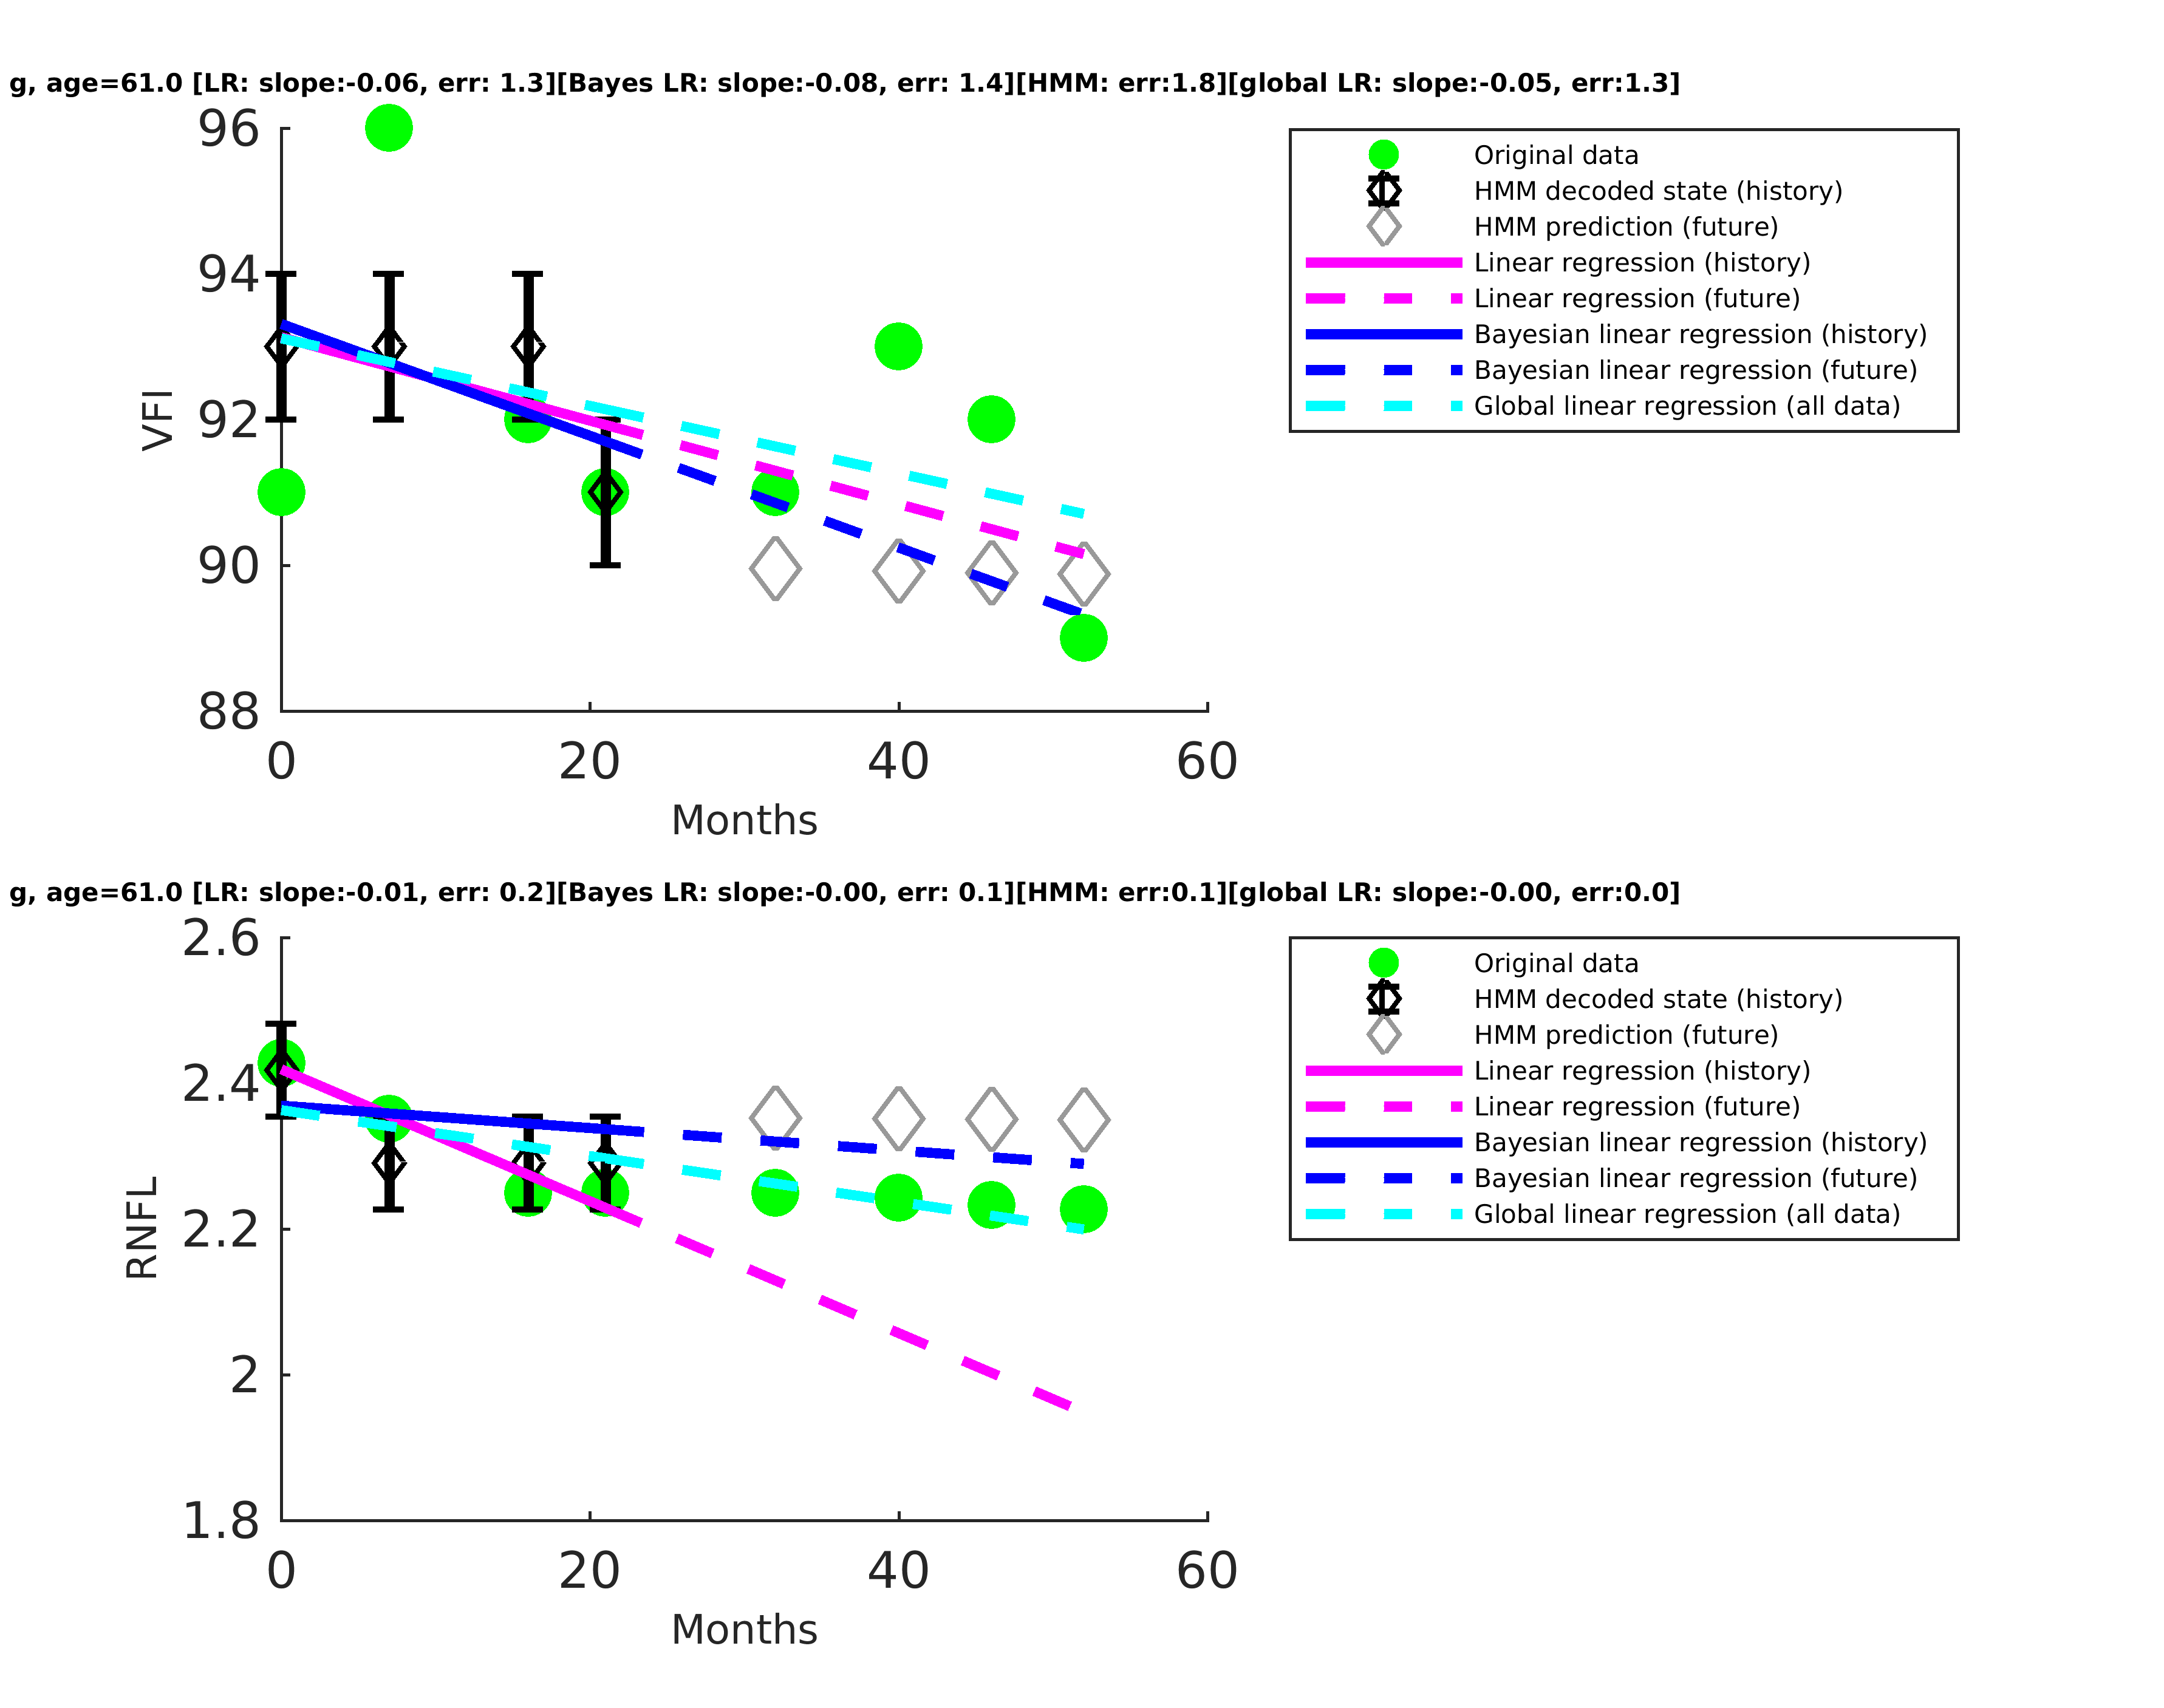 g, age=61.0 [LR: slope:-0.06, err: 1.3][Bayes LR: slope:-0.08, err: 1.4][HMM: err:1.8][global LR: slope:-0.05, err:1.3]
96
94
92
90
88
VFI
0 20 40 60
Months
Original data
HMM decoded state (history)
HMM prediction (future)
Linear regression (history)
Linear regression (future)
Bayesian linear regression (history)
Bayesian linear regression (future)
Global linear regression (all data)
g, age=61.0 [LR: slope:-0.01, err: 0.2][Bayes LR: slope:-0.00, err: 0.1][HMM: err:0.1][global LR: slope:-0.00, err:0.0]
2.6
2.4
2.2
2
1.8
RNFL
0 20 40 60
Months
Original data
HMM decoded state (history)
HMM prediction (future)
Linear regression (history)
Linear regression (future)
Bayesian linear regression (history)
Bayesian linear regression (future)
Global linear regression (all data)